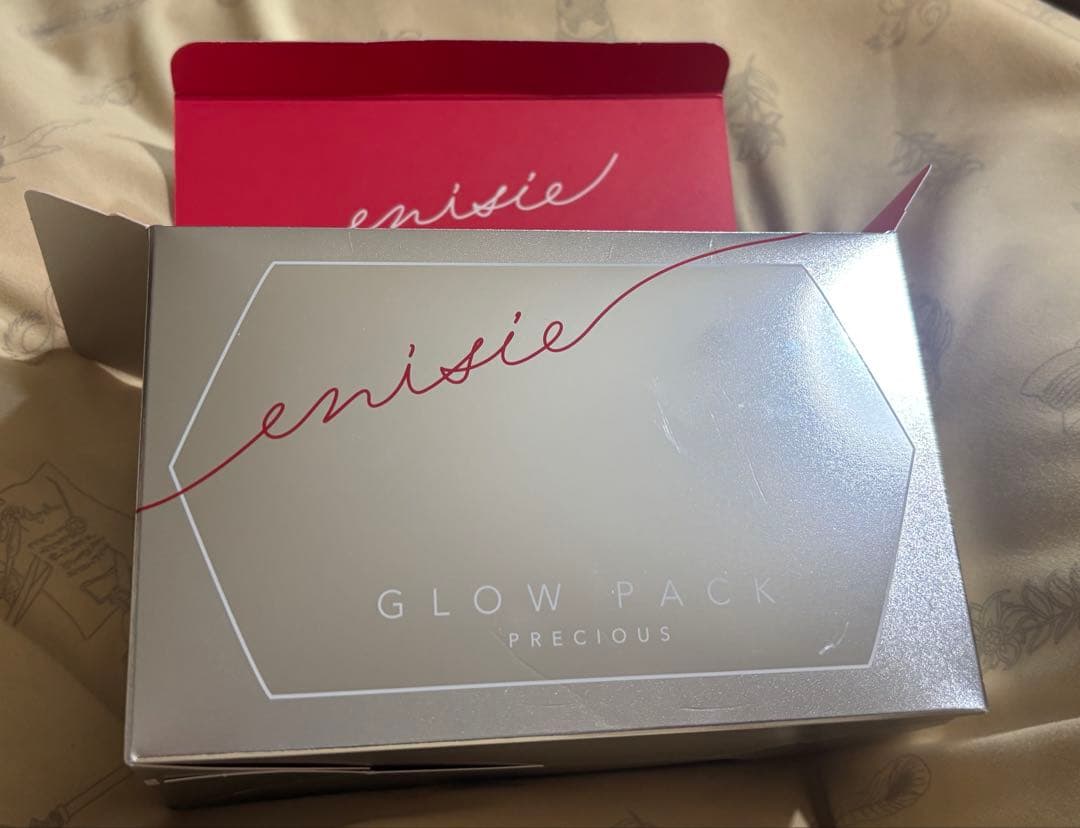 enisie
enisie
GLOW PACK
PRECIOUS